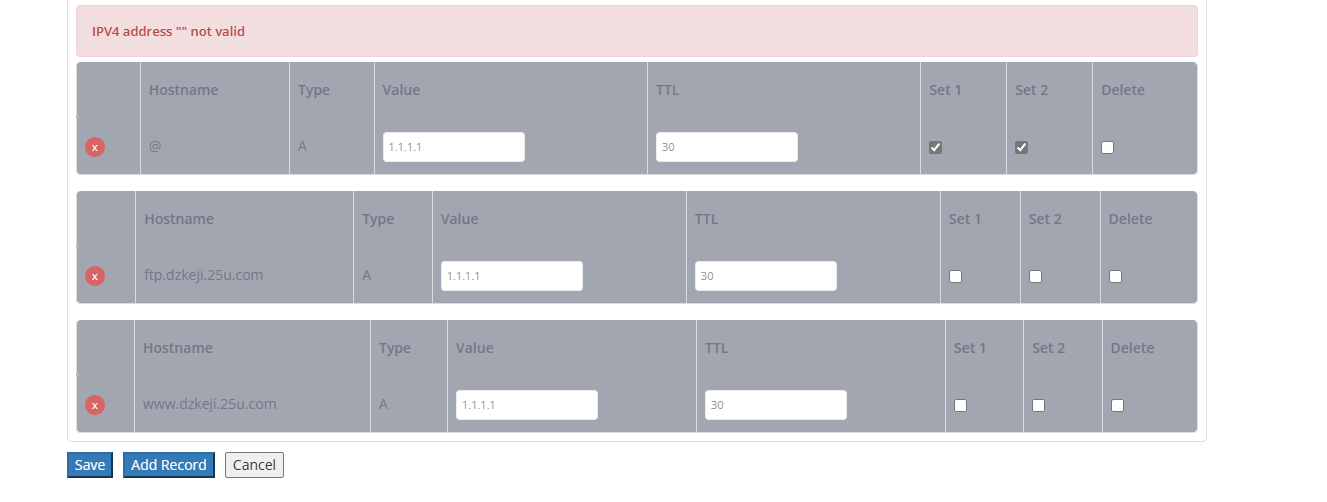 IPV4 address "" not valid
Hostname Type Value TTL Set 1 Set 2 Delete
x @ A 1.1.1.1 30
Hostname Type Value TTL Set 1 Set 2 Delete
x ftp.dzkeji.25u.com A 1.1.1.1 30
Hostname Type Value TTL Set 1 Set 2 Delete
x www.dzkeji.25u.com A 1.1.1.1 30
Save Add Record Cancel